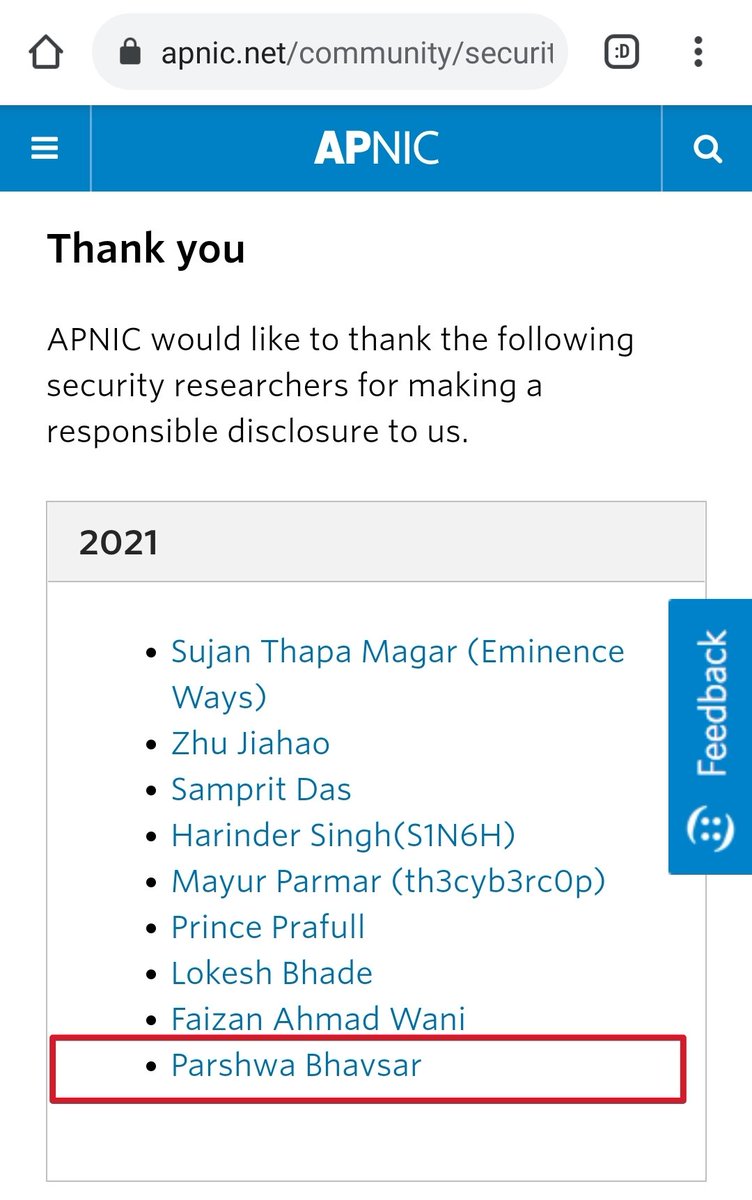 apnic.net/community/securit
:D
APNIC
Thank you
APNIC would like to thank the following
security researchers for making a
responsible disclosure to us.
2021
• Sujan Thapa Magar (Eminence
Ways)
• Zhu Jiahao
• Samprit Das
• Harinder Singh(S1N6H)
• Mayur Parmar (th3cyb3rc0p)
• Prince Prafull
• Lokesh Bhade
• Faizan Ahmad Wani
• Parshwa Bhavsar
Feedback